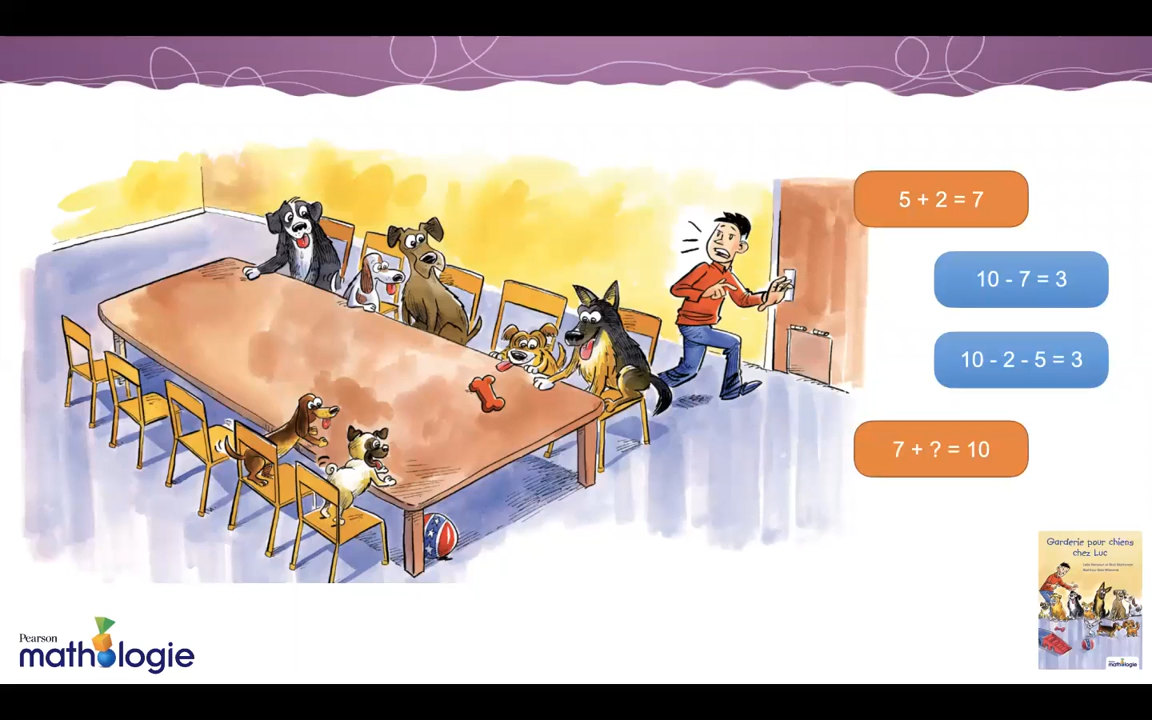 5 + 2 = 7
10 - 7 = 3
10 - 2 - 5 = 3
7 + ? = 10
Garderie pour chiens
chez Luc
Pearson
mathologie
mathologie